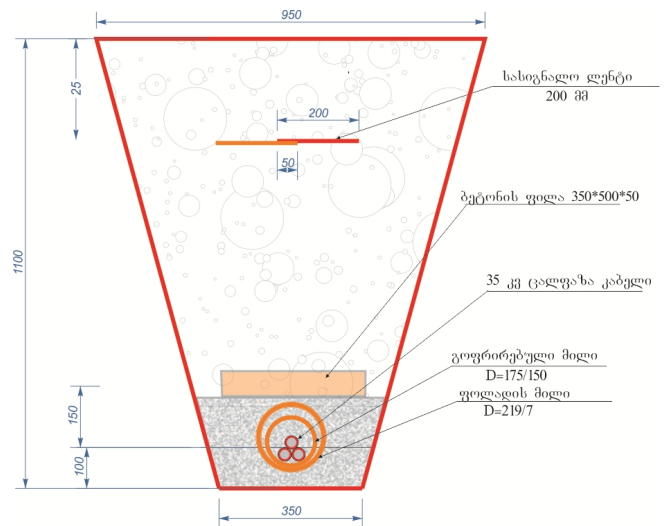 950
25
200
სასიგნალო ლენტი
200 მმ
50
ბეტონის ფილა 350*500*50
1100
35 კვ ცალფაზა კაბელი
გოფრირებული მილი
D=175/150
ფოლადის მილი
D=219/7
150
100
350